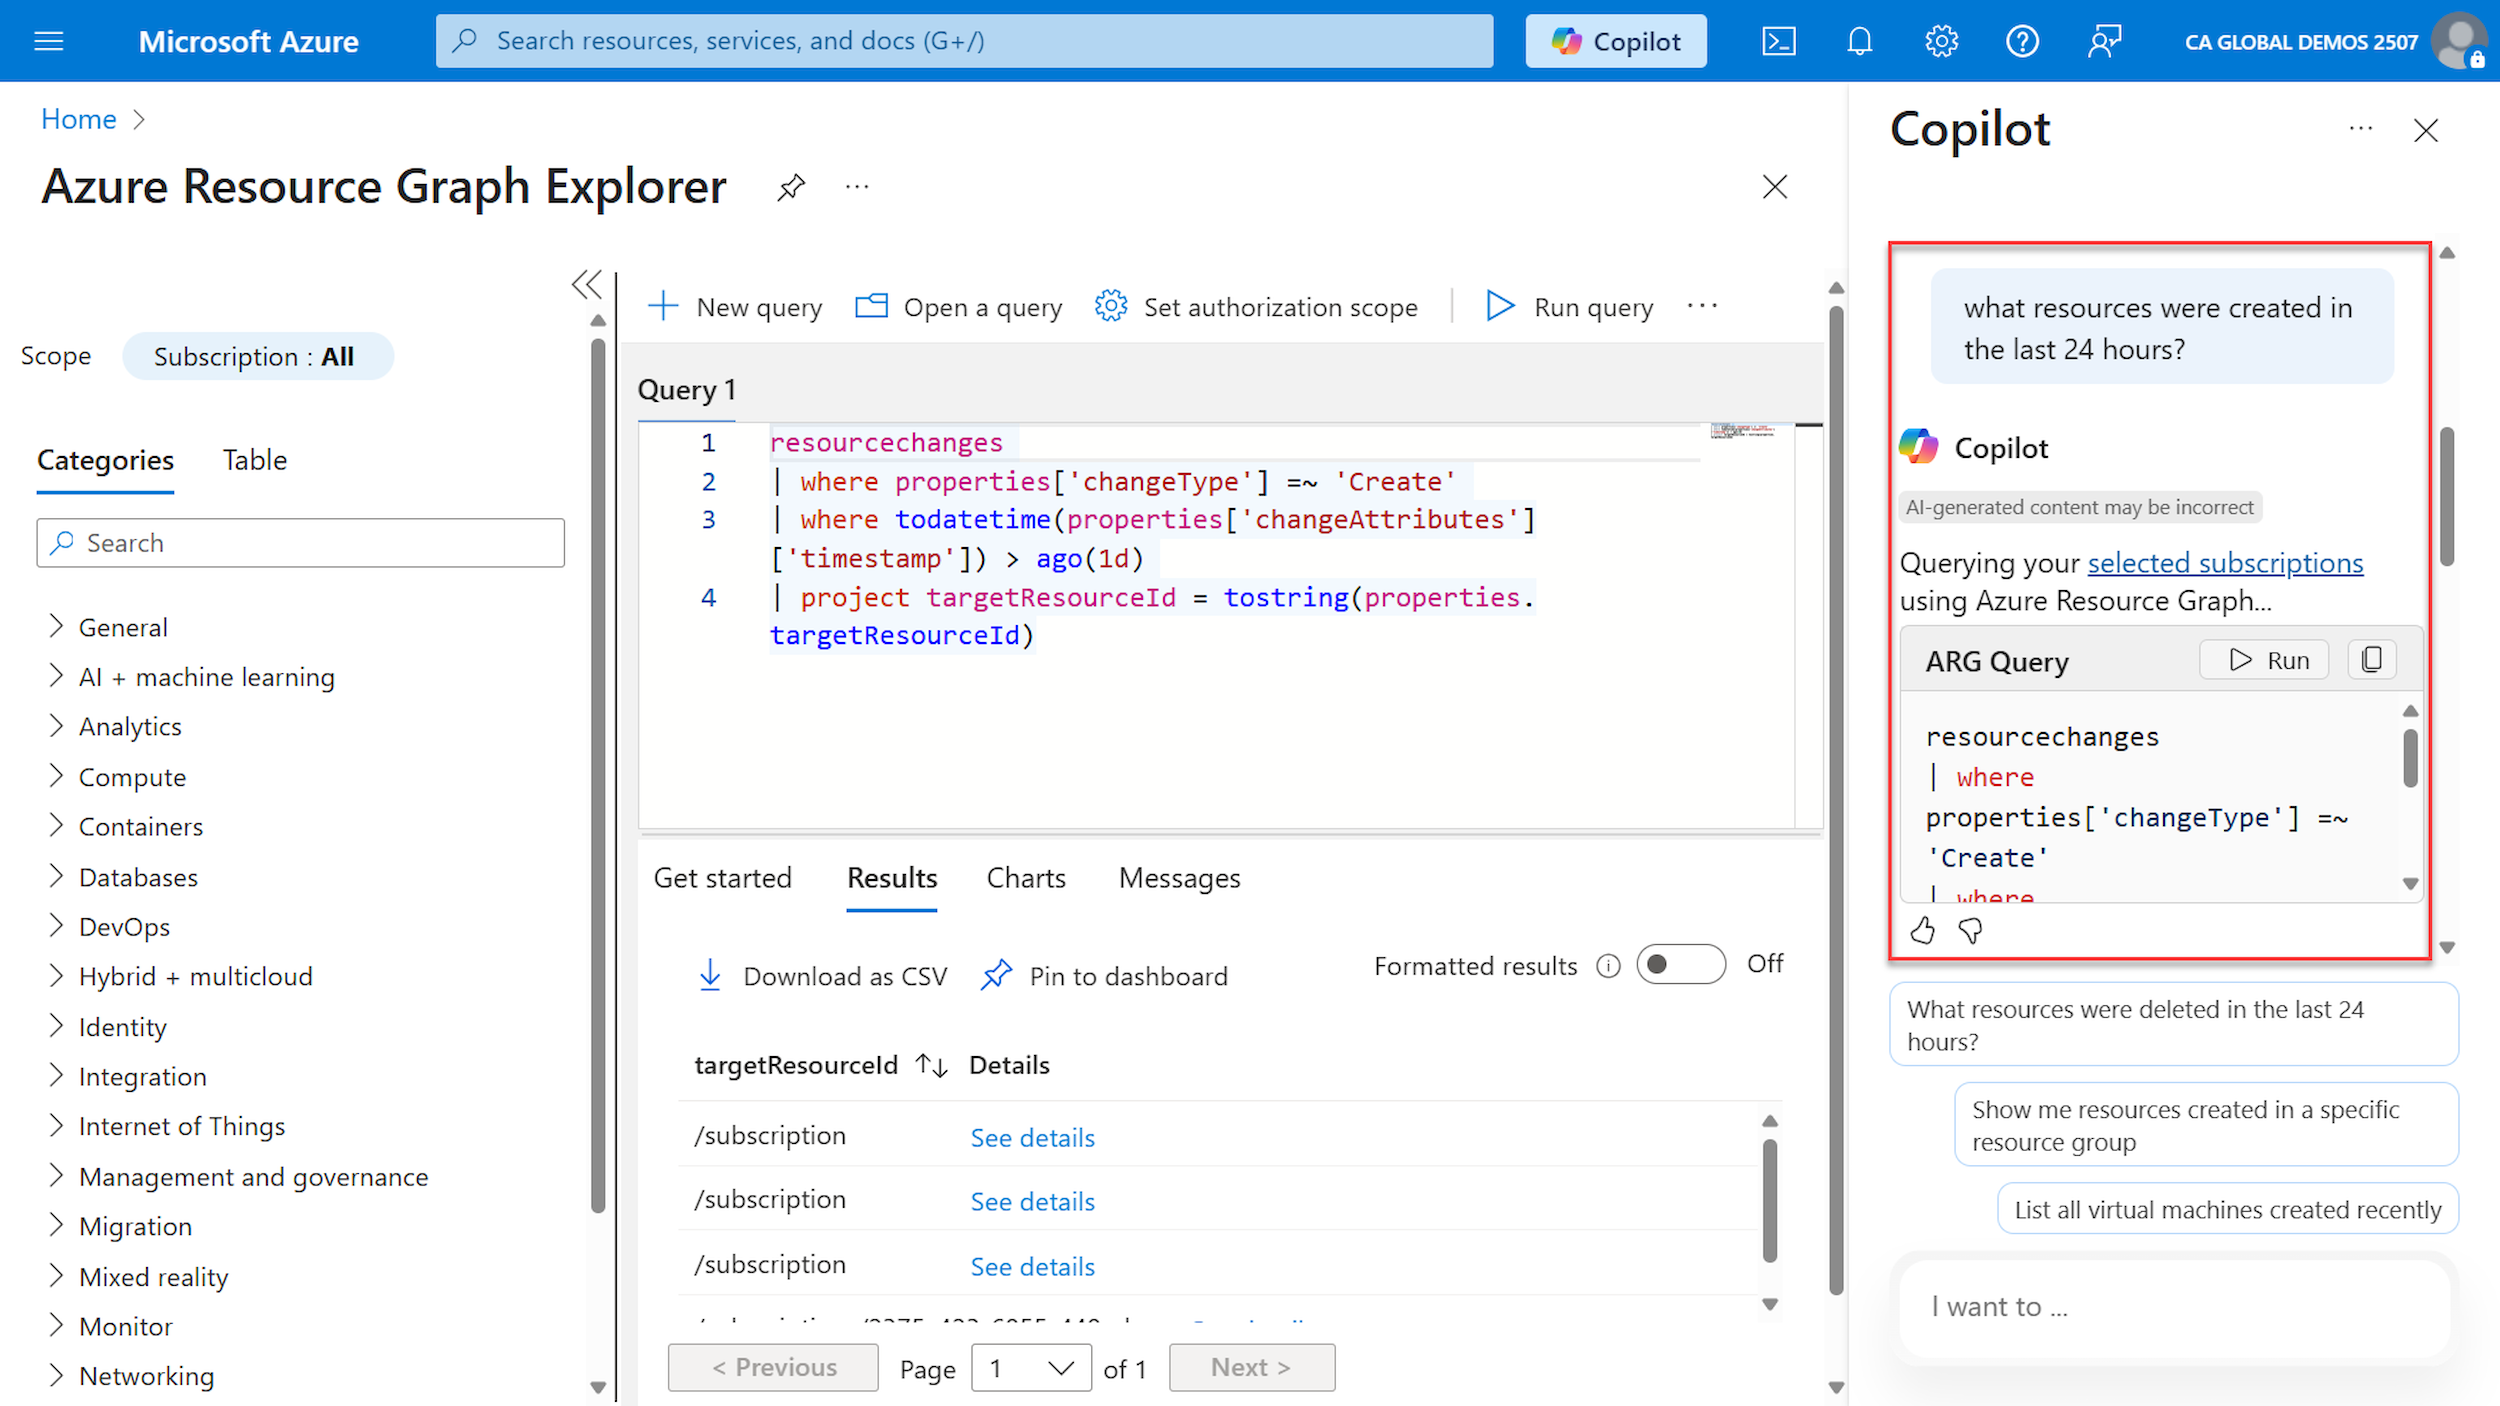 Microsoft Azure
Search resources, services, and docs (G+/)
Copilot
CA GLOBAL DEMOS 2507
Home
Azure Resource Graph Explorer
Scope
Subscription : All
Categories
Table
Search
General
AI + machine learning
Analytics
Compute
Containers
Databases
DevOps
Hybrid + multicloud
Identity
Integration
Internet of Things
Management and governance
Migration
Mixed reality
Monitor
Networking
New query
Open a query
Set authorization scope
Run query
Query 1
1 resourcechanges
2 | where properties['changeType'] =~ 'Create'
3 | where todatetime(properties['changeAttributes']
['timestamp']) > ago(1d)
4 | project targetResourceId = tostring(properties.
targetResourceId)
Get started
Results
Charts
Messages
Download as CSV
Pin to dashboard
Formatted results
Off
targetResourceId
Details
/subscription See details
/subscription See details
/subscription See details
< Previous
Page 1 of 1
Next >
Copilot
what resources were created in
the last 24 hours?
Copilot
AI-generated content may be incorrect
Querying your selected subscriptions
using Azure Resource Graph...
ARG Query
Run
resourcechanges
| where
properties['changeType'] =~
'Create'
| where
What resources were deleted in the last 24
hours?
Show me resources created in a specific
resource group
List all virtual machines created recently
I want to ...